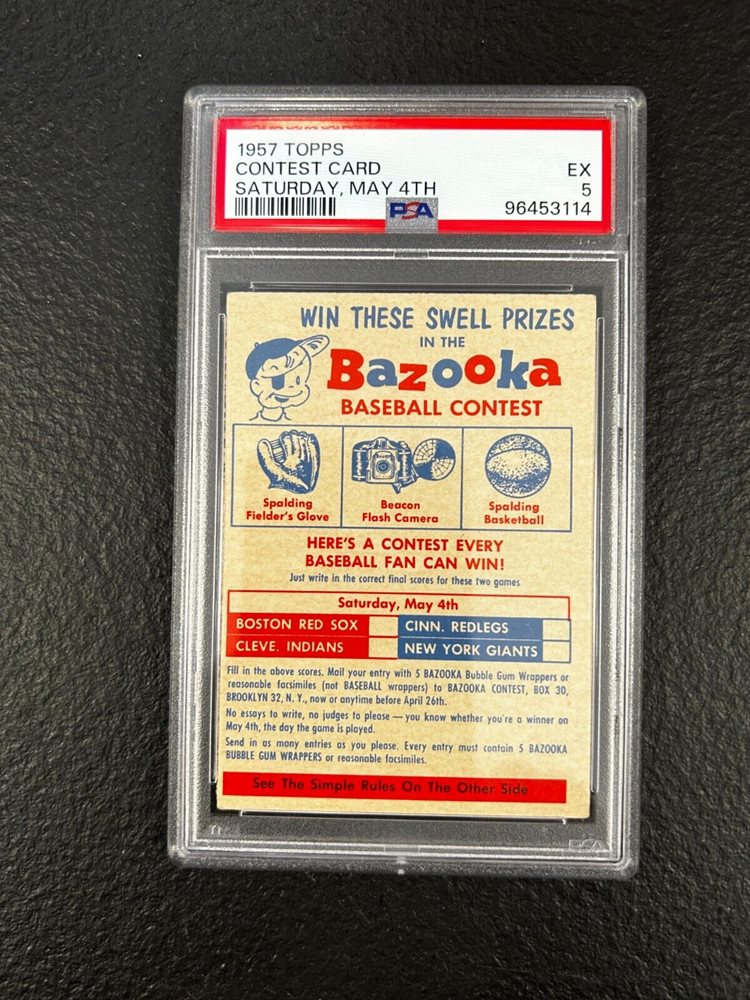 1957 TOPPS
CONTEST CARD EX
SATURDAY, MAY 4TH 5
PSA 96453114
WIN THESE SWELL PRIZES
IN THE
Bazooka
BASEBALL CONTEST
Spalding
Fielder's Glove
Beacon
Flash Camera
Spalding
Basketball
HERE'S A CONTEST EVERY
BASEBALL FAN CAN WIN!
Just write in the correct final scores for these two games
Saturday, May 4th
BOSTON RED SOX CINN. REDLEGS
CLEVE. INDIANS NEW YORK GIANTS
Fill in the above scores. Mail your entry with 5 BAZOOKA Bubble Gum Wrappers or
reasonable facsimiles (not BASEBALL wrappers) to BAZOOKA CONTEST, BOX 30,
BROOKLYN 32, N. Y., now or anytime before April 26th.
No essays to write, no judges to please — you know whether you're a winner on
May 4th, the day the game is played.
Send in as many entries as you please. Every entry must contain 5 BAZOOKA
BUBBLE GUM WRAPPERS or reasonable facsimiles.
See The Simple Rules On The Other Side
PSA